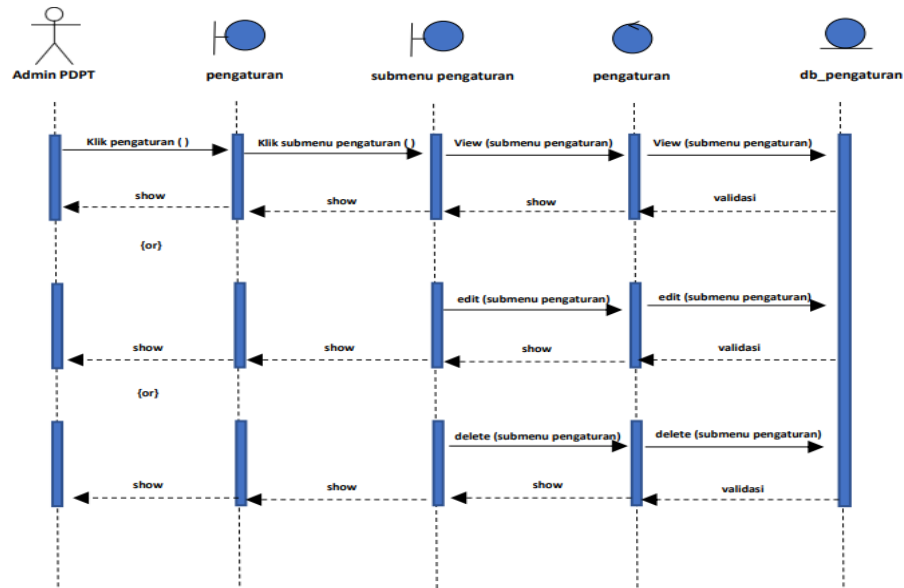 Admin PDPT
pengaturan
submenu pengaturan
pengaturan
db_pengaturan
Klik pengaturan ( )
Klik submenu pengaturan ( )
View (submenu pengaturan)
View (submenu pengaturan)
show
show
show
validasi
{or}
edit (submenu pengaturan)
edit (submenu pengaturan)
show
show
show
validasi
{or}
delete (submenu pengaturan)
delete (submenu pengaturan)
show
show
show
validasi